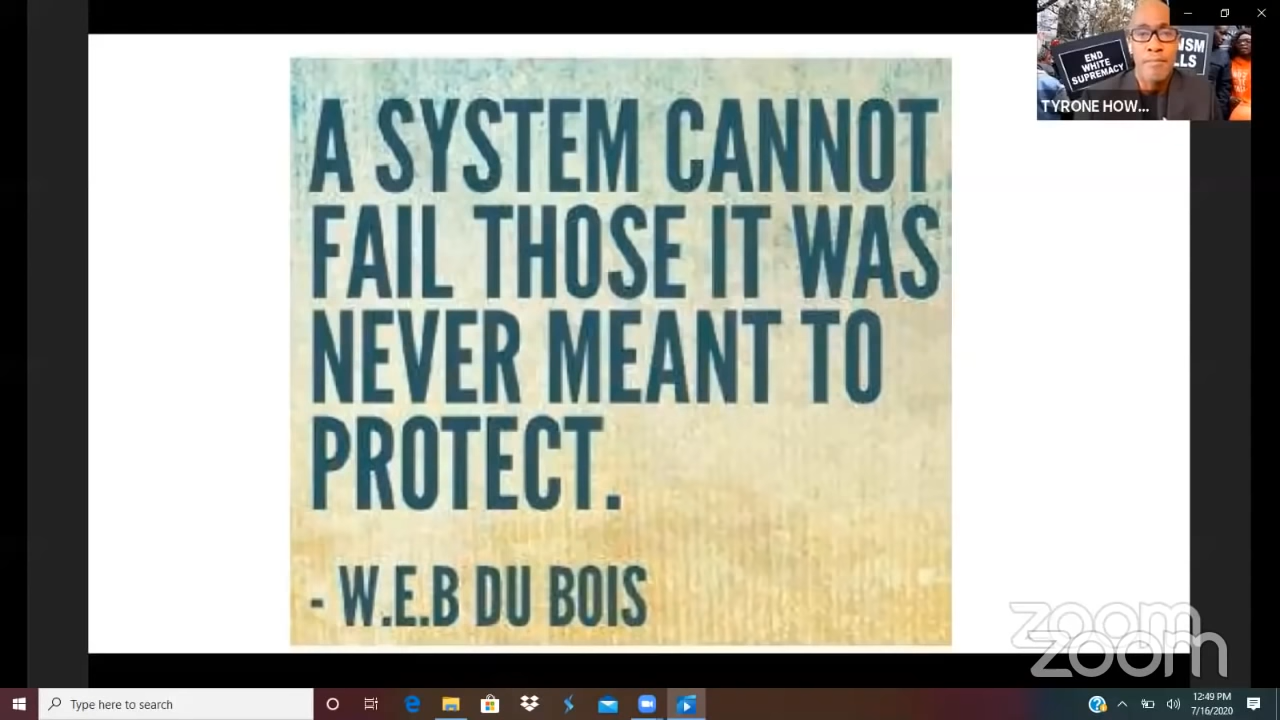 A SYSTEM CANNOT
FAIL THOSE IT WAS
NEVER MEANT TO
PROTECT.
- W.E.B DU BOIS
END
WHITE
SUPREMACY
TYRONE HOW...
zoom
zoom
Type here to search
12:49 PM
7/16/2020